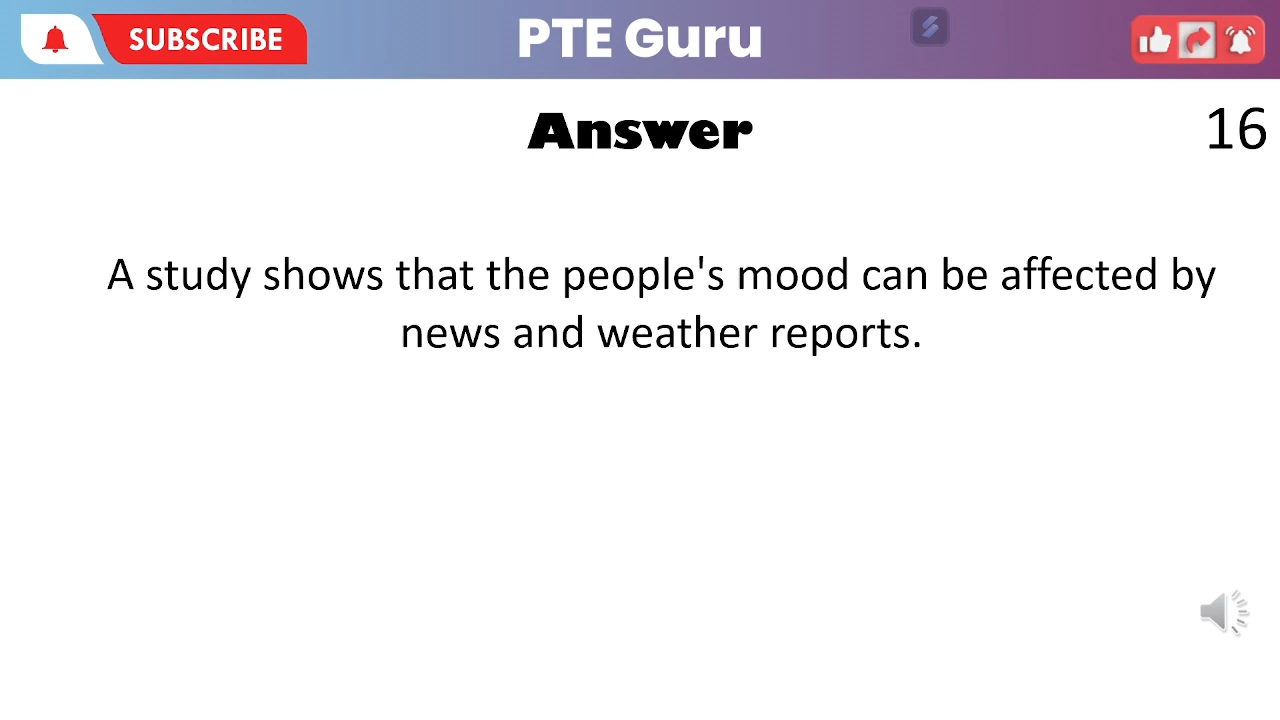 SUBSCRIBE
PTE Guru
Answer
16
A study shows that the people's mood can be affected by
news and weather reports.